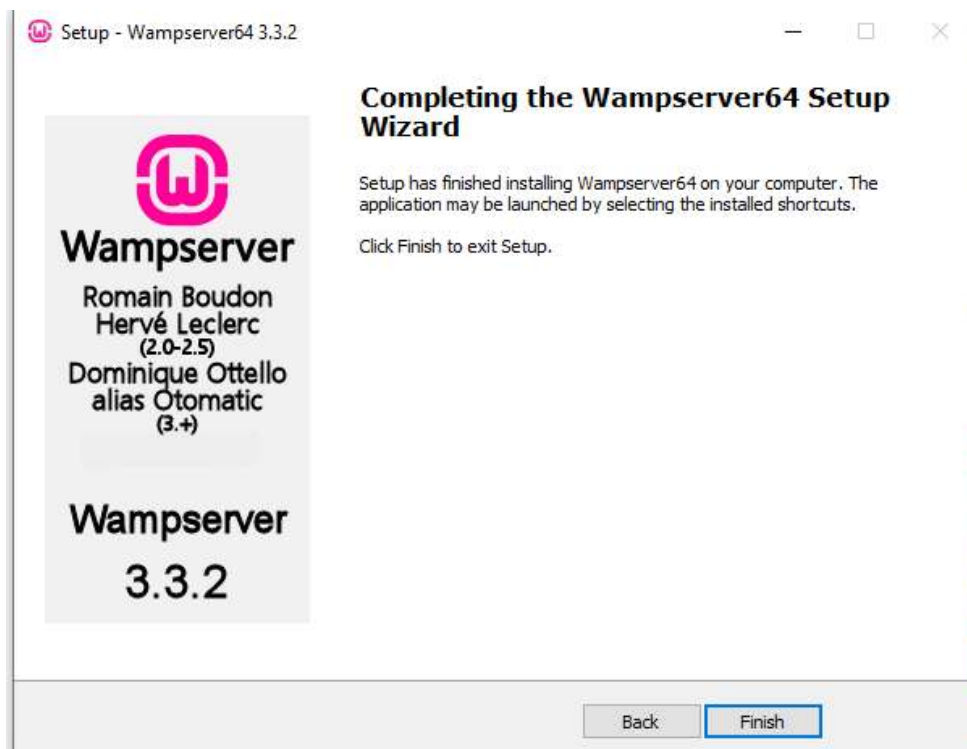 Setup - Wampserver64 3.3.2
Completing the Wampserver64 Setup
Wizard
Setup has finished installing Wampserver64 on your computer. The
application may be launched by selecting the installed shortcuts.
Click Finish to exit Setup.
Wampserver
Romain Boudon
Hervé Leclerc
(2.0-2.5)
Dominique Ottello
alias Otomatic
(3.+)
Wampserver
3.3.2
Back
Finish